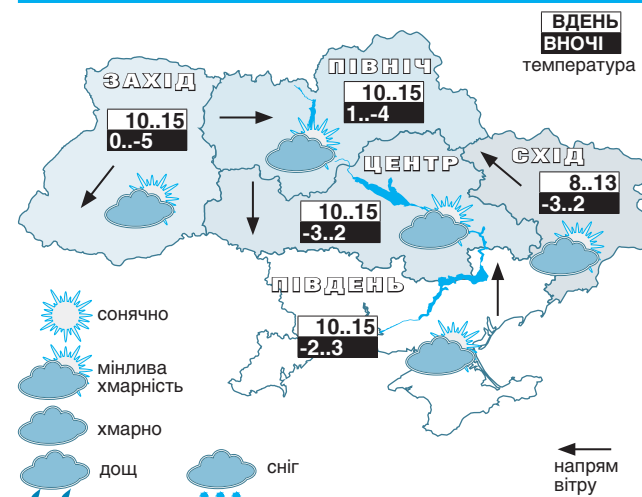 ВДЕНЬ
ВНОЧІ
температура
ЗАХІД
10..15
0..-5
ПІВНІЧ
10..15
1..-4
ЦЕНТР
10..15
-3..2
СХІД
8..13
-3..2
ПІВДЕНЬ
10..15
-2..3
сонячно
мінлива
хмарність
хмарно
дощ
сніг
напрям
вітру